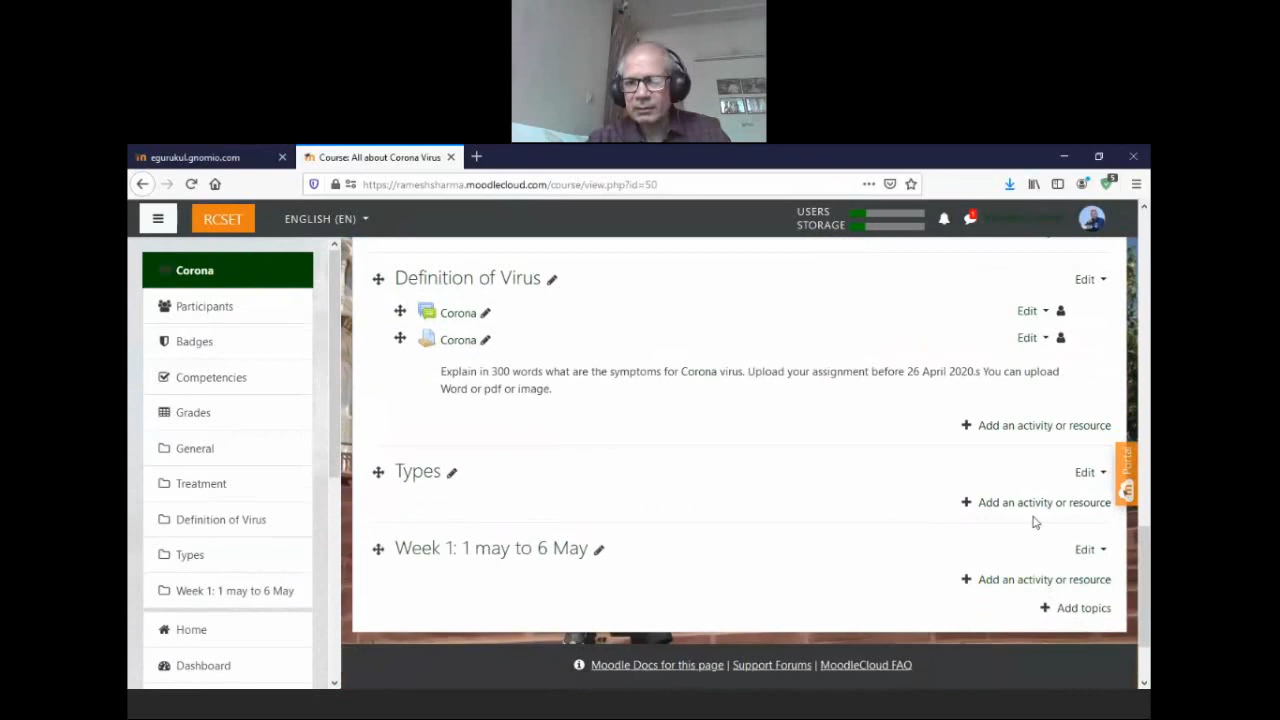 egurukul.gnomio.com
Course: All about Corona Virus
https://rameshsharma.moodlecloud.com/course/view.php?id=50
5
RCSET
ENGLISH (EN)
USERS
STORAGE
1
Corona
Participants
Badges
Competencies
Grades
General
Treatment
Definition of Virus
Types
Week 1: 1 may to 6 May
Home
Dashboard
Definition of Virus
Edit
Corona
Edit
Corona
Edit
Explain in 300 words what are the symptoms for Corona virus. Upload your assignment before 26 April 2020.s You can upload
Word or pdf or image.
+ Add an activity or resource
Types
Edit
+ Add an activity or resource
Week 1: 1 may to 6 May
Edit
+ Add an activity or resource
+ Add topics
Portal
Moodle Docs for this page | Support Forums | MoodleCloud FAQ